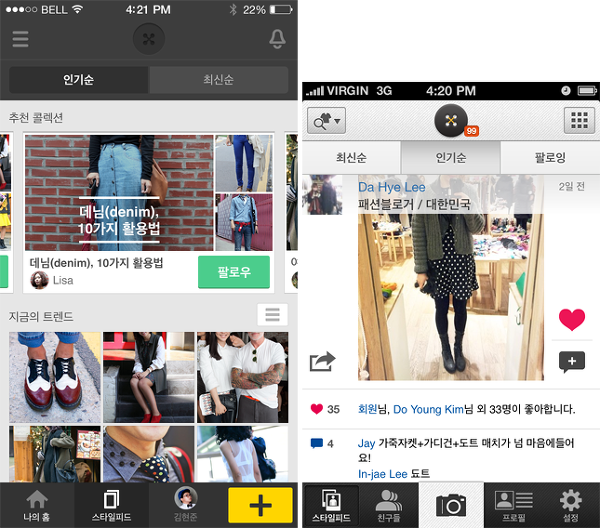 BELL 4:21 PM 22%
인기순 최신순
추천 콜렉션
데님(denim),
10가지 활용법
데님(denim), 10가지 활용법
Lisa
팔로우
지금의 트렌드
나의 홈 스타일피드 김현준
VIRGIN 3G 4:20 PM
99
최신순 인기순 팔로잉
Da Hye Lee 2일 전
패션블로거 / 대한민국
35 회원님, Do Young Kim님 외 33명이 좋아합니다.
4 Jay 가죽자켓+가디건+도트 매치가 넘 마음에들어
요!
In-jae Lee 됴트
스타일피드 친구들 프로필 설정